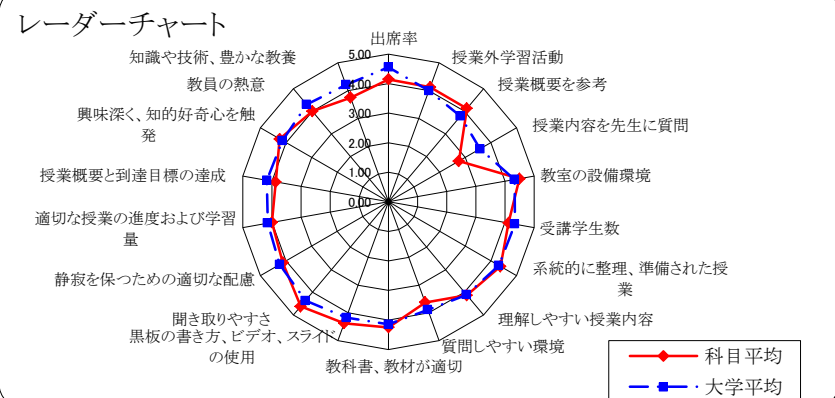 レーダーチャート
出席率
授業外学習活動
授業概要を参考
授業内容を先生に質問
教室の設備環境
受講学生数
系統的に整理、準備された授
業
理解しやすい授業内容
質問しやすい環境
教科書、教材が適切
黒板の書き方、ビデオ、スライド
の使用
聞き取りやすさ
静寂を保つための適切な配慮
適切な授業の進度および学習
量
授業概要と到達目標の達成
興味深く、知的好奇心を触
発
教員の熱意
知識や技術、豊かな教養
5.00
4.00
3.00
2.00
1.00
0.00
科目平均
大学平均